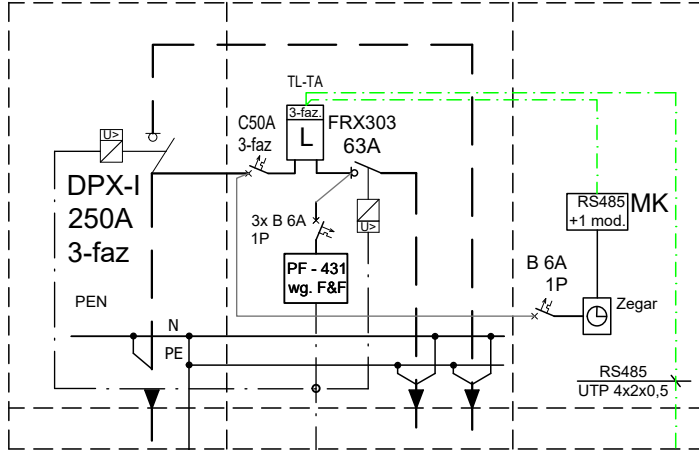 TL-TA
C50A
3-faz
3-faz.
L
FRX303
63A
U>
DPX-I
250A
3-faz
3x B 6A
1P
U>
PF - 431
wg. F&F
RS485
+1 mod.
MK
B 6A
1P
Zegar
PEN
N
PE
RS485
UTP 4x2x0,5